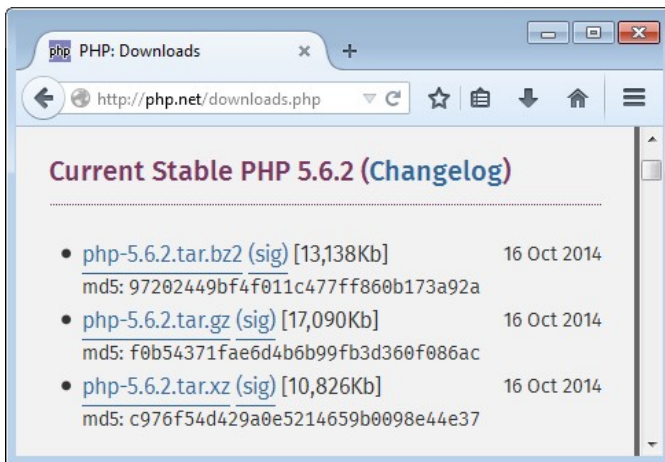 php PHP: Downloads
http://php.net/downloads.php
Current Stable PHP 5.6.2 (Changelog)
php-5.6.2.tar.bz2 (sig) [13,138Kb] 16 Oct 2014
md5: 97202449bf4f011c477ff860b173a92a
php-5.6.2.tar.gz (sig) [17,090Kb] 16 Oct 2014
md5: f0b54371fae6d4b6b99fb3d360f086ac
php-5.6.2.tar.xz (sig) [10,826Kb] 16 Oct 2014
md5: c976f54d429a0e5214659b0098e44e37